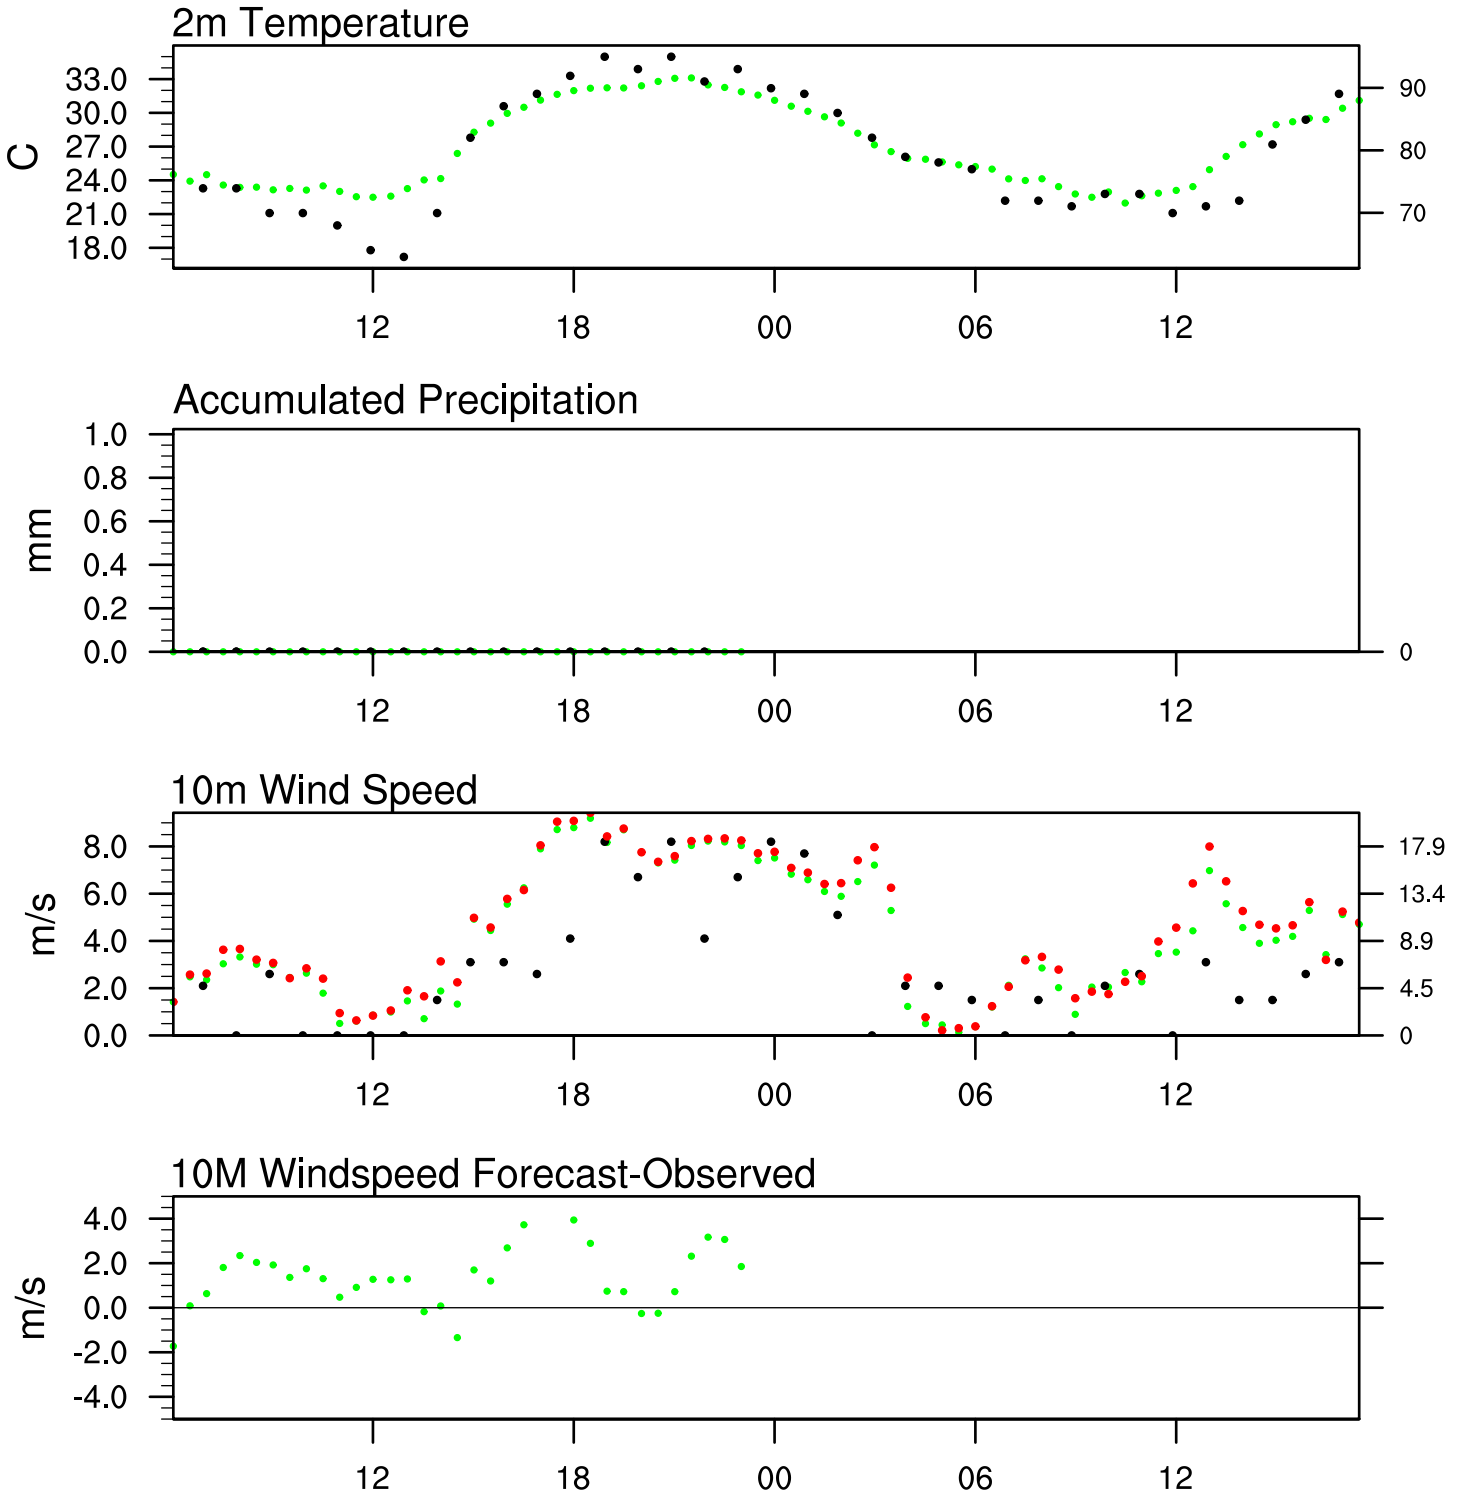 2m Temperature
33.0
30.0
27.0
24.0
21.0
18.0
C
90
80
70
12 18 00 06 12
Accumulated Precipitation
1.0
0.8
0.6
0.4
0.2
0.0
mm
0
12 18 00 06 12
10m Wind Speed
8.0
6.0
4.0
2.0
0.0
m/s
17.9
13.4
8.9
4.5
0
12 18 00 06 12
10M Windspeed Forecast-Observed
4.0
2.0
0.0
-2.0
-4.0
m/s
12 18 00 06 12